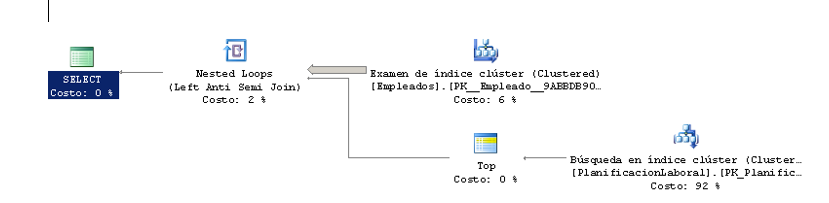 SELECT
Costo: 0 %
Nested Loops
(Left Anti Semi Join)
Costo: 2 %
Examen de índice clúster (Clustered)
[Empleados].[PK__Empleado__9ABBDB90...
Costo: 6 %
Top
Costo: 0 %
Búsqueda en índice clúster (Cluster...
[PlanificacionLaboral].[PK_Planific...
Costo: 92 %